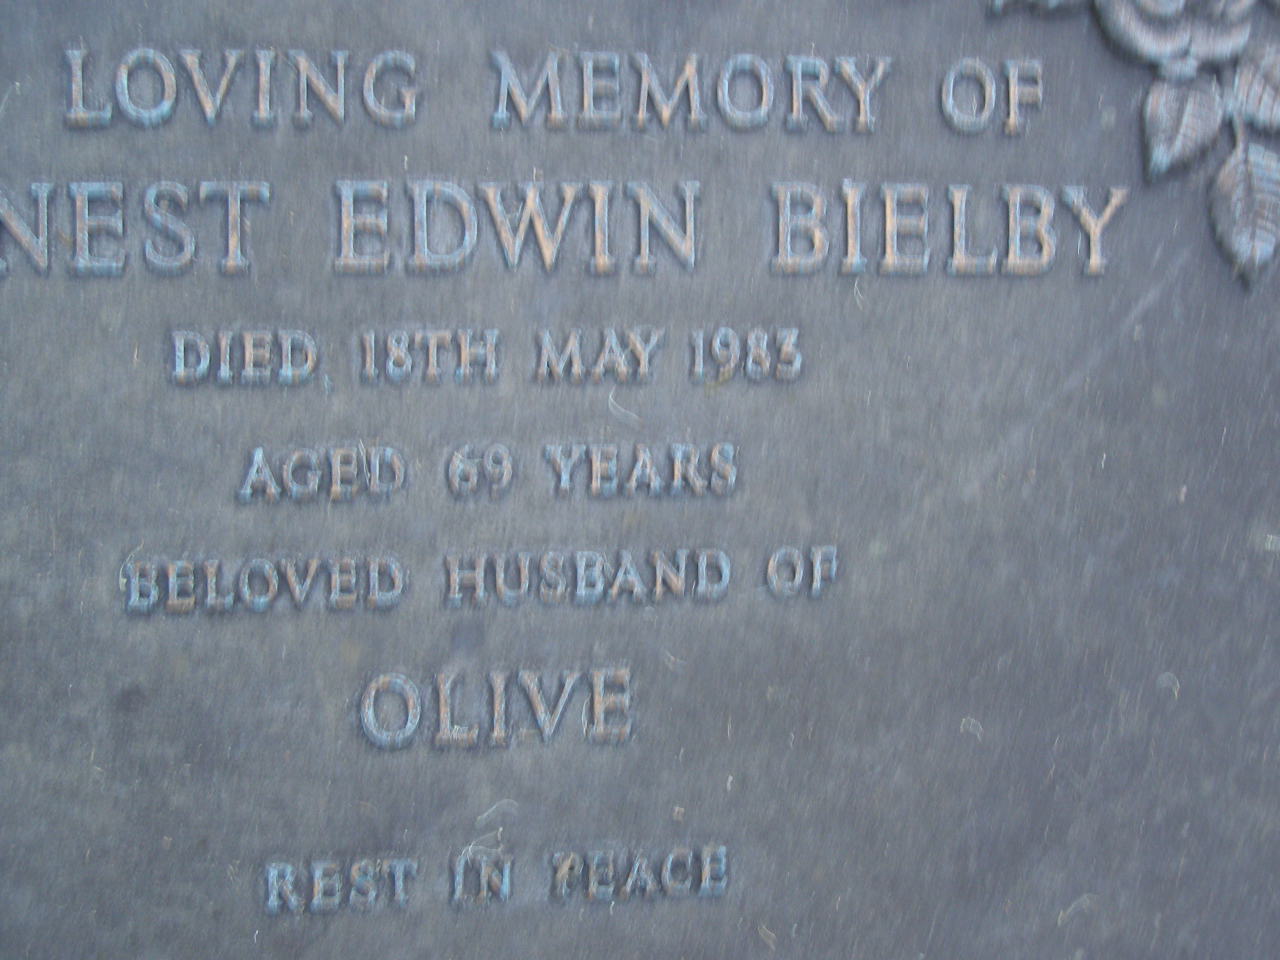 LOVING MEMORY OF
NEST EDWIN BIELBY
DIED 18TH MAY 1983
AGED 69 YEARS
BELOVED HUSBAND OF
OLIVE
REST IN PEACE